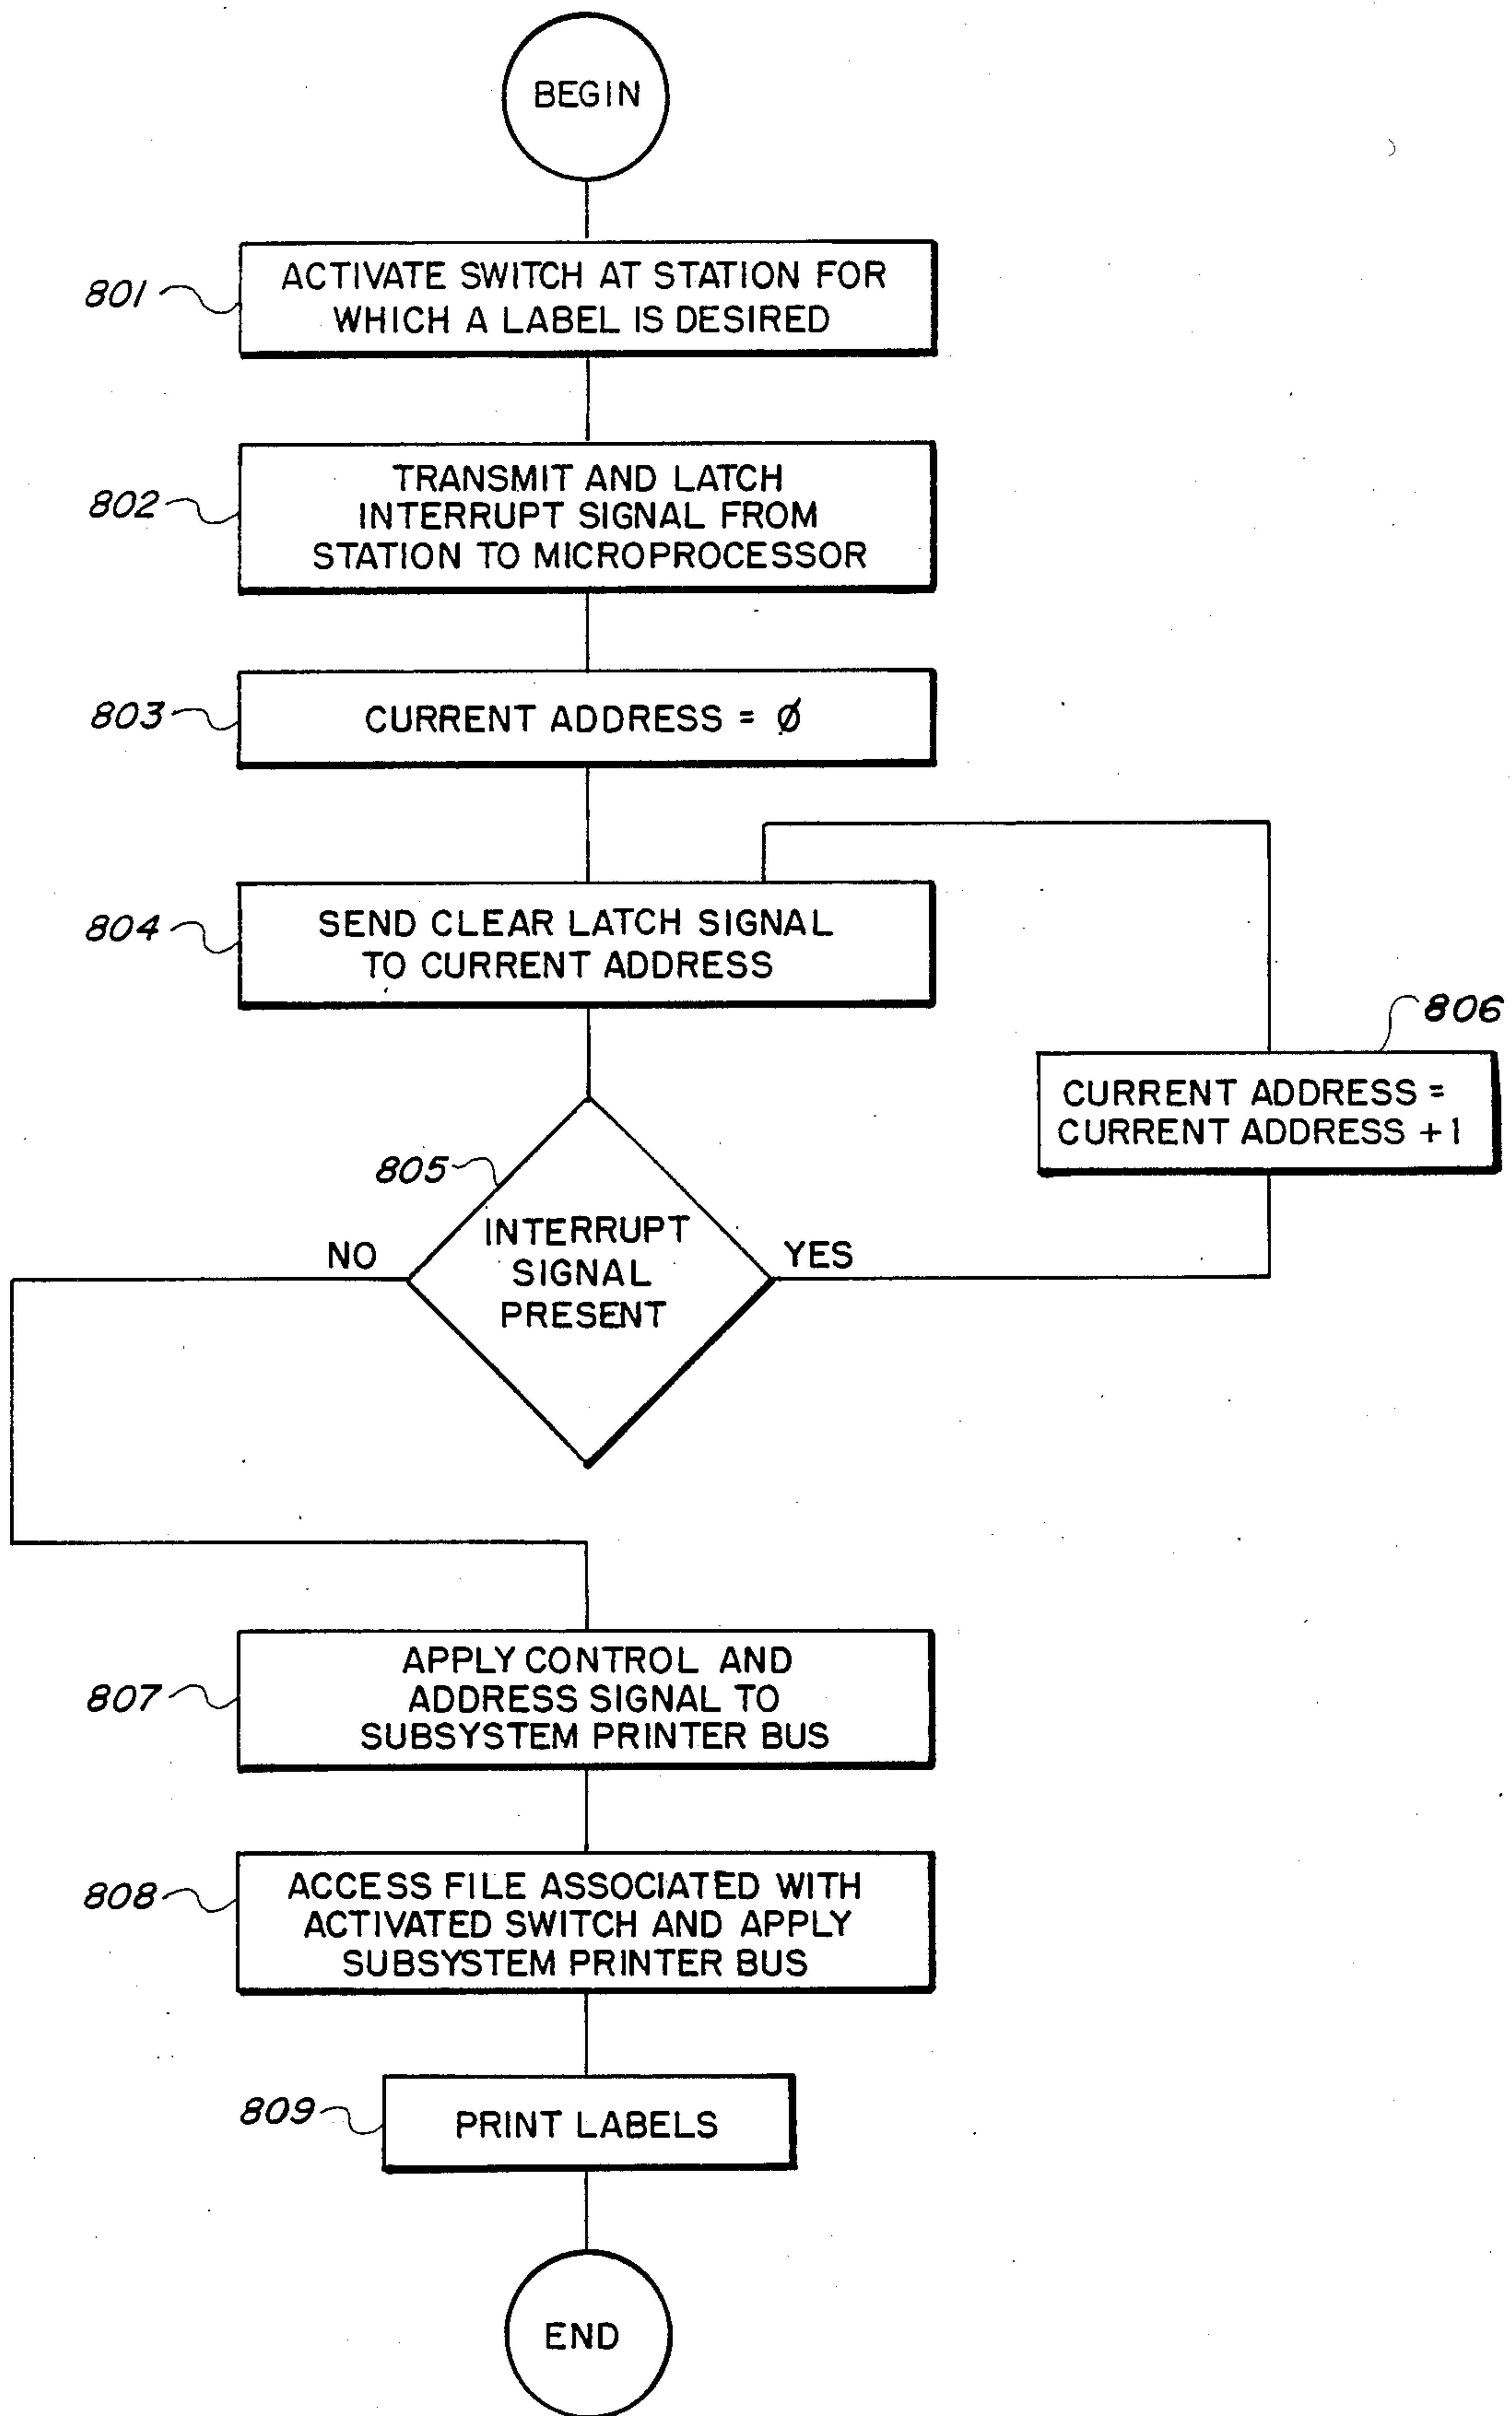 BEGIN
801
ACTIVATE SWITCH AT STATION FOR
WHICH A LABEL IS DESIRED
802
TRANSMIT AND LATCH
INTERRUPT SIGNAL FROM
STATION TO MICROPROCESSOR
803
CURRENT ADDRESS = Ø
804
SEND CLEAR LATCH SIGNAL
TO CURRENT ADDRESS
806
CURRENT ADDRESS =
CURRENT ADDRESS +1
805
INTERRUPT
SIGNAL
PRESENT
NO
YES
807
APPLY CONTROL AND
ADDRESS SIGNAL TO
SUBSYSTEM PRINTER BUS
808
ACCESS FILE ASSOCIATED WITH
ACTIVATED SWITCH AND APPLY
SUBSYSTEM PRINTER BUS
809
PRINT LABELS
END